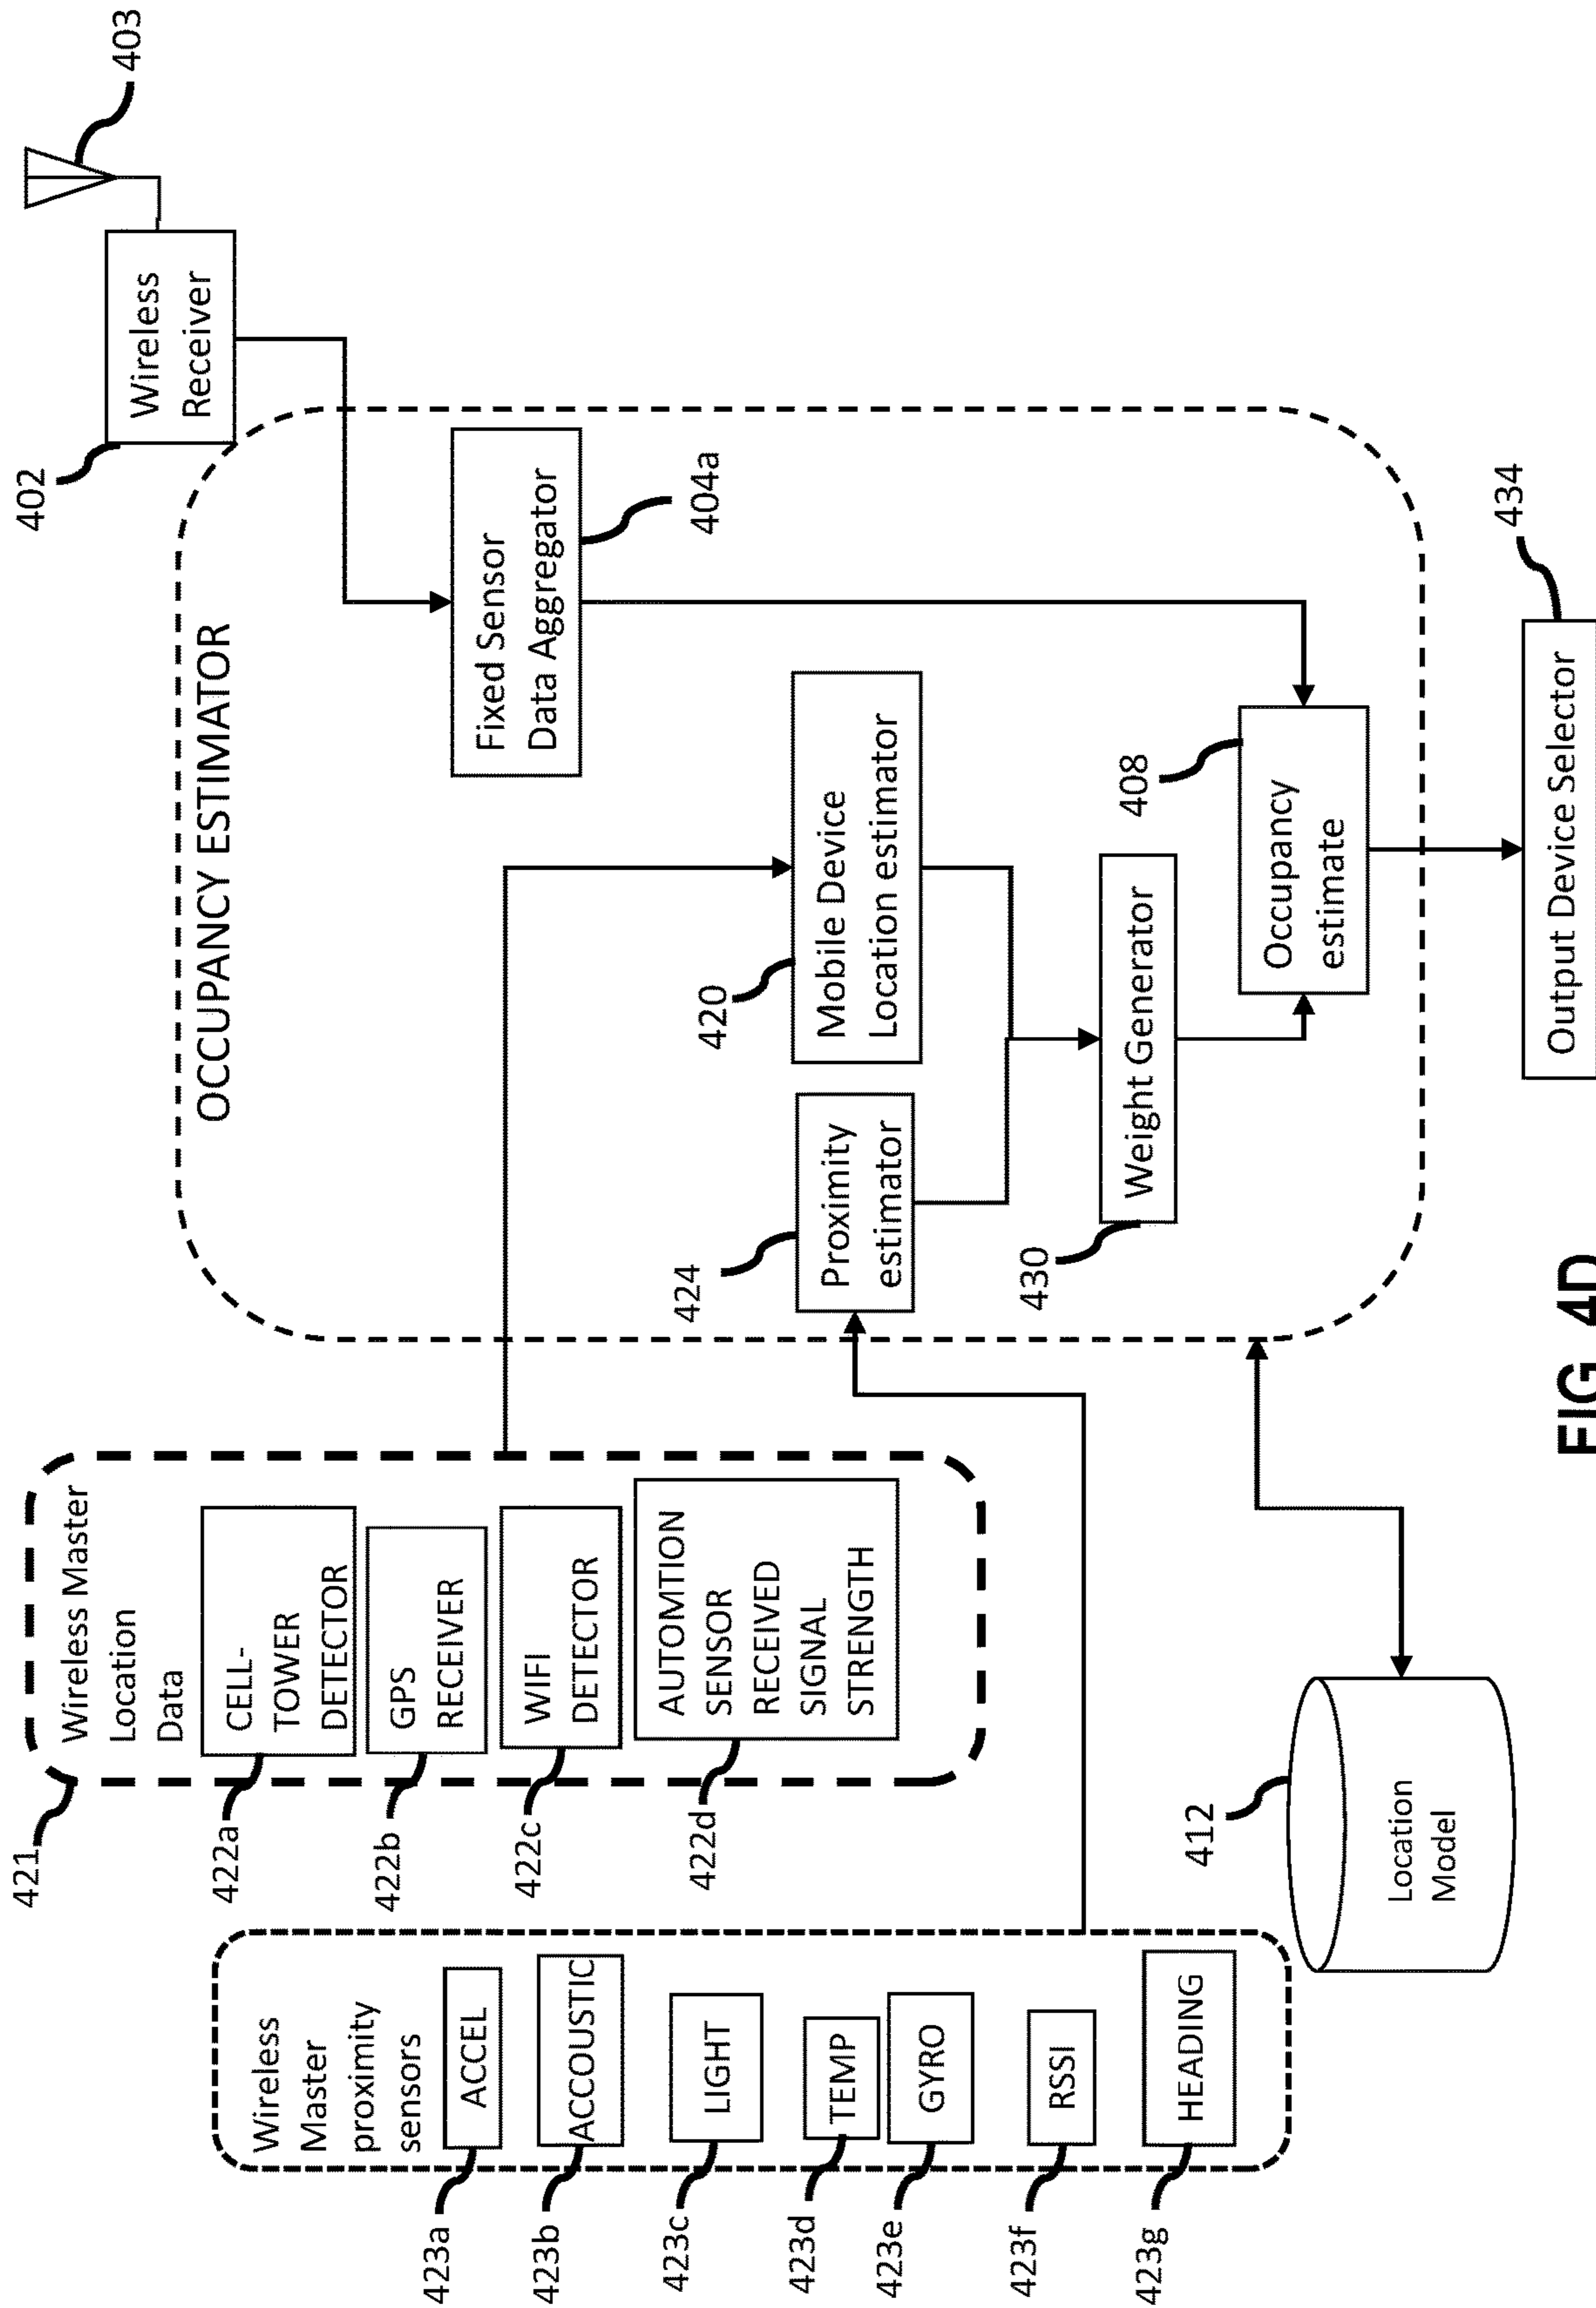 421
Wireless Master
Location
Data
422a
CELL-
TOWER
DETECTOR
422b
GPS
RECEIVER
422c
WIFI
DETECTOR
422d
AUTOMTION
SENSOR
RECEIVED
SIGNAL
STRENGTH
Wireless
Master
proximity
sensors
423a
ACCEL
423b
ACCOUSTIC
423c
LIGHT
423d
TEMP
423e
GYRO
423f
RSSI
423g
HEADING
402
Wireless
Receiver
403
OCCUPANCY ESTIMATOR
Fixed Sensor
Data Aggregator
404a
420
Mobile Device
Location estimator
424
Proximity
estimator
430
Weight Generator
408
Occupancy
estimate
412
Location
Model
434
Output Device Selector
FIG. 4D